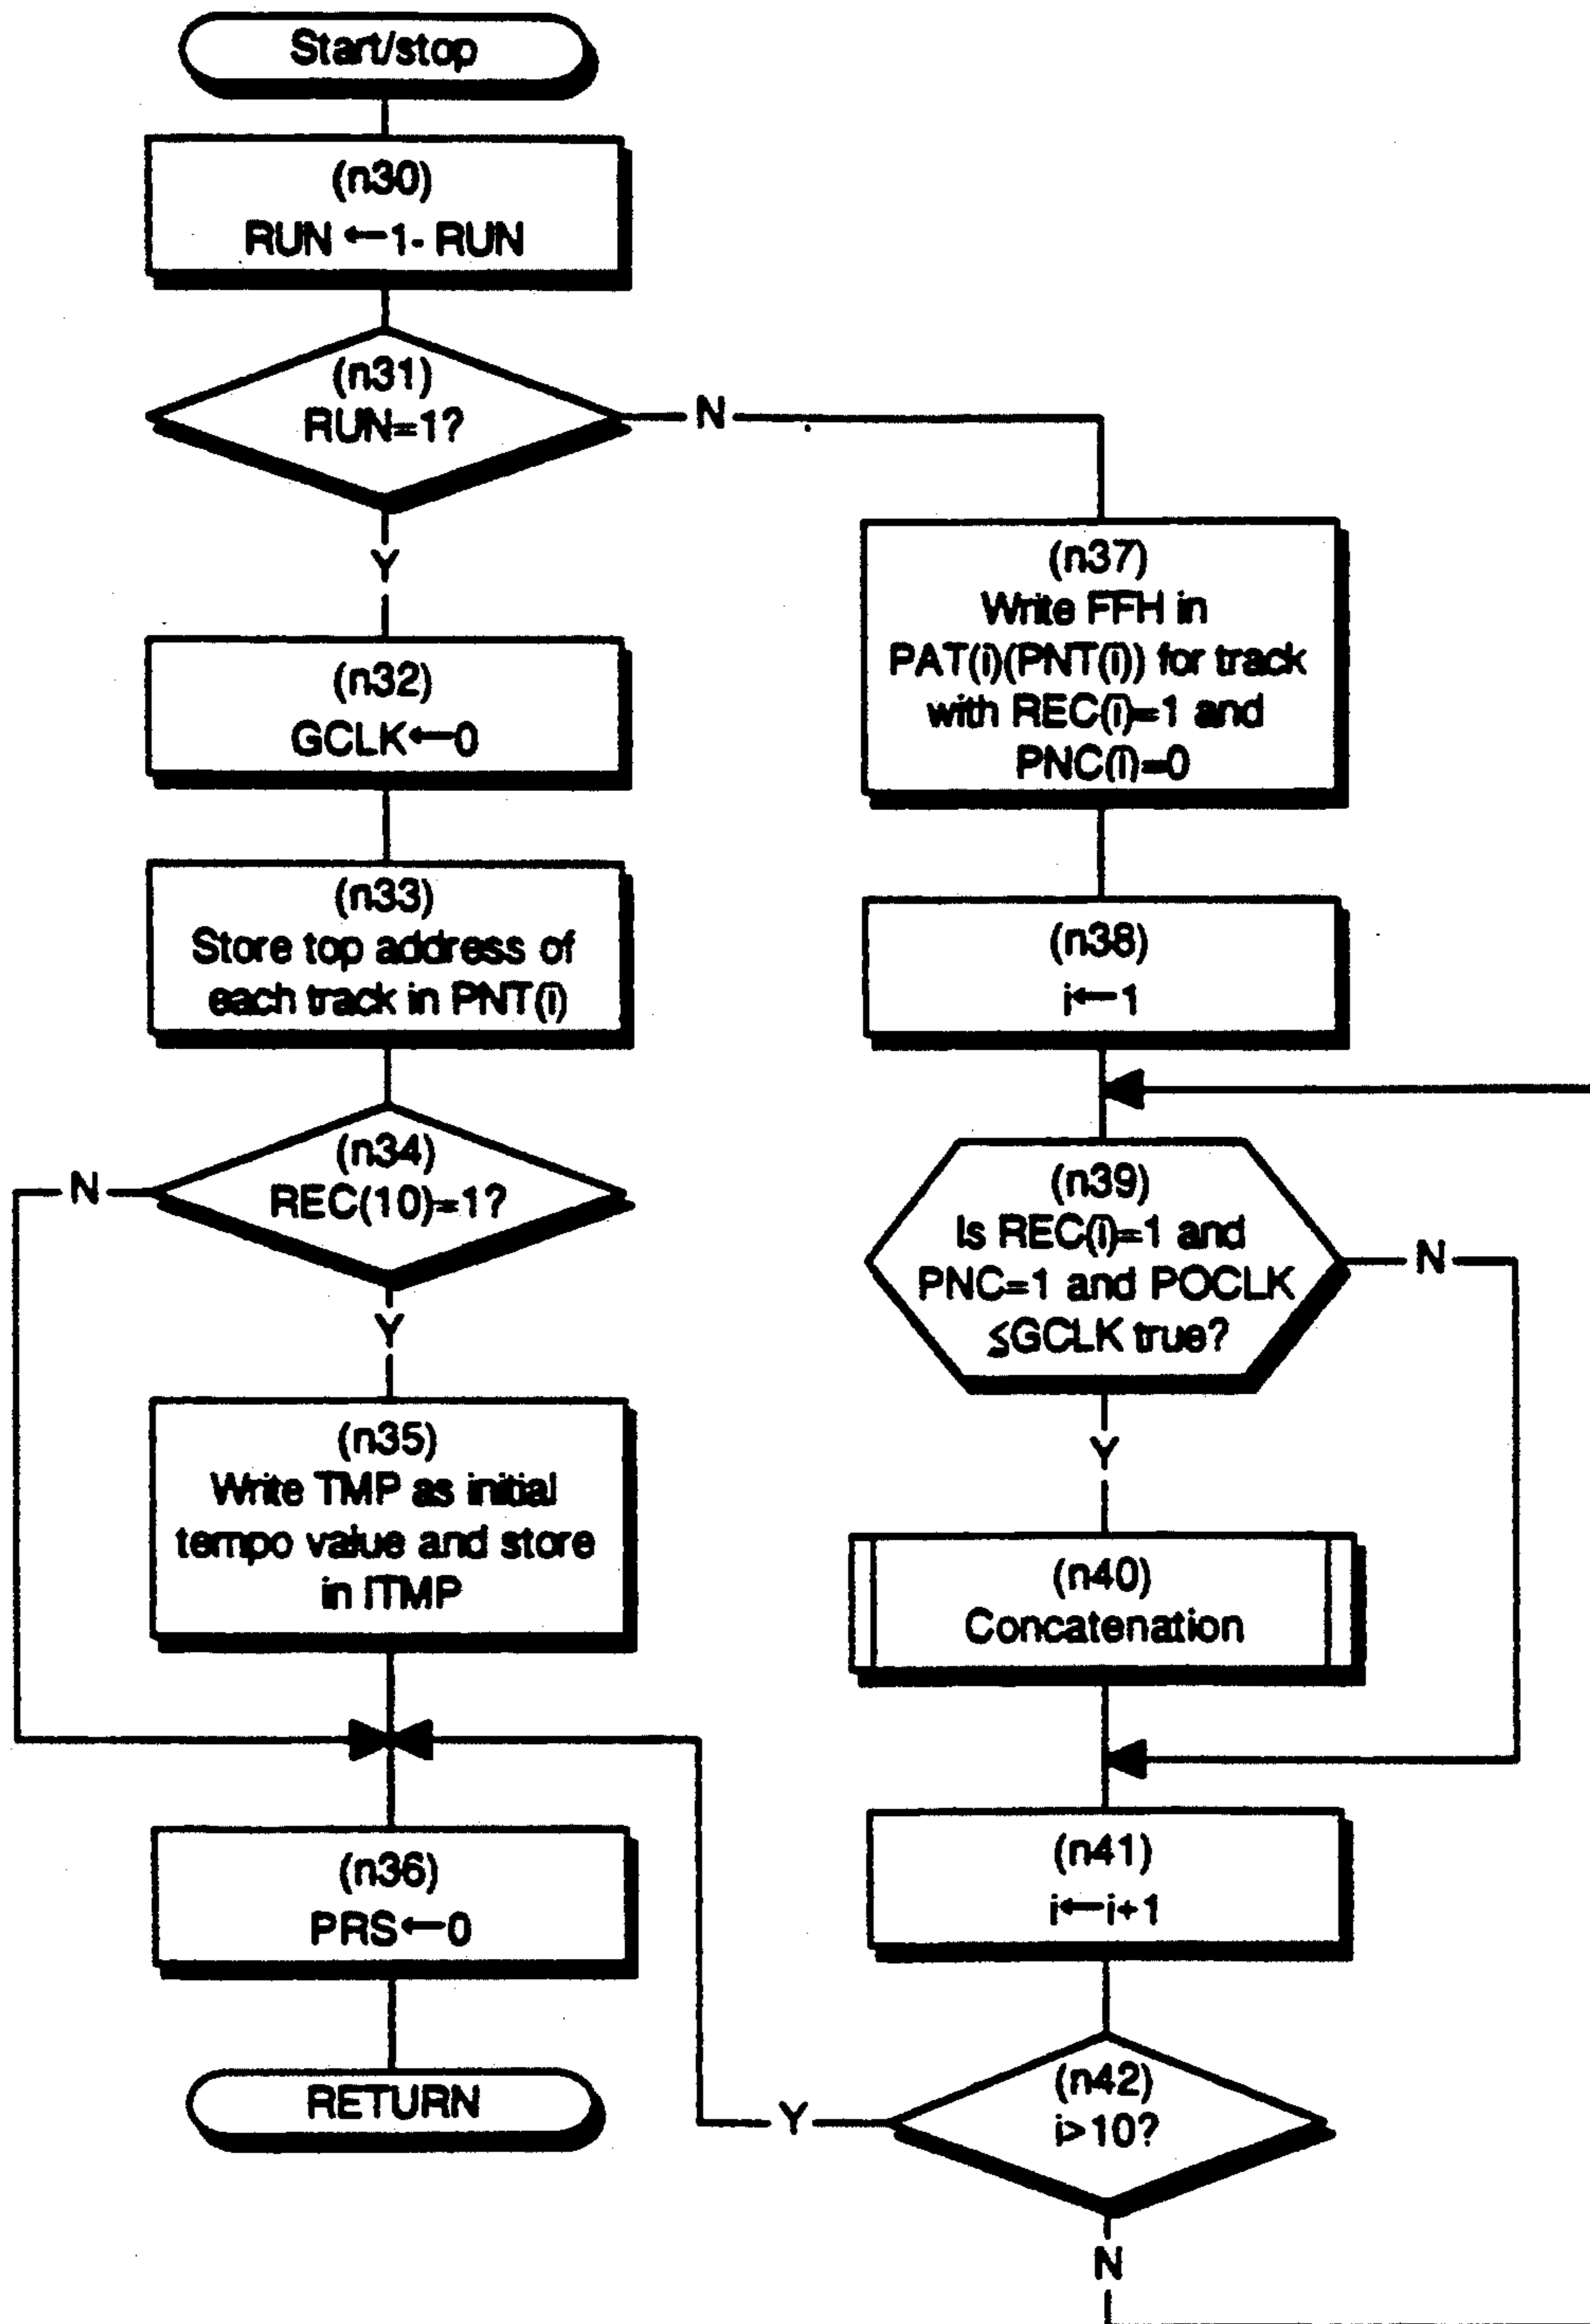 Start/stop
(n30)
RUN ←1- RUN
(n31)
RUN=1?
N
Y
(n32)
GCLK←0
(n33)
Store top address of
each track in PNT(i)
(n34)
REC(10)=1?
N
Y
(n35)
Write TMP as initial
tempo value and store
in ITMP
(n36)
PRS←0
RETURN
(n37)
Write FFH in
PAT(i)(PNT(i)) for track
with REC(i)=1 and
PNC(i)=0
(n38)
i←1
(n39)
Is REC(i)=1 and
PNC=1 and POCLK
≦GCLK true?
N
Y
(n40)
Concatenation
(n41)
i←i+1
(n42)
i>10?
Y
N